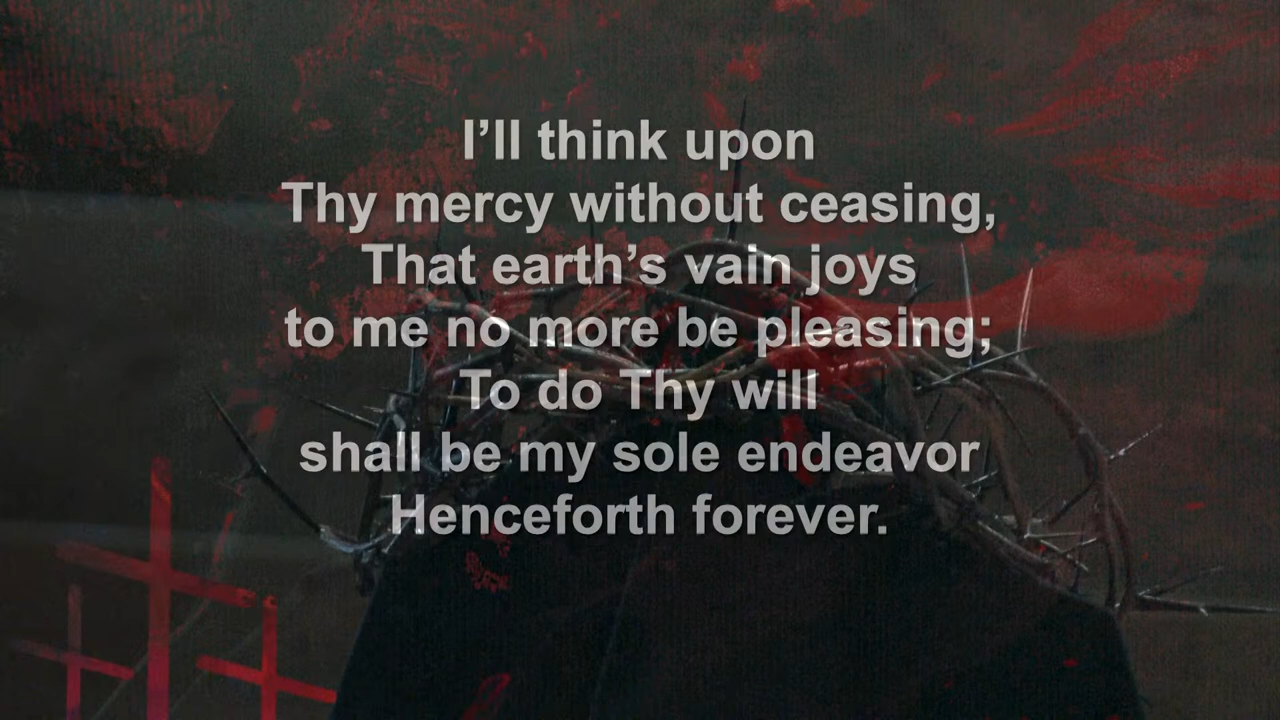 I’ll think upon
Thy mercy without ceasing,
That earth’s vain joys
to me no more be pleasing;
To do Thy will
shall be my sole endeavor
Henceforth forever.